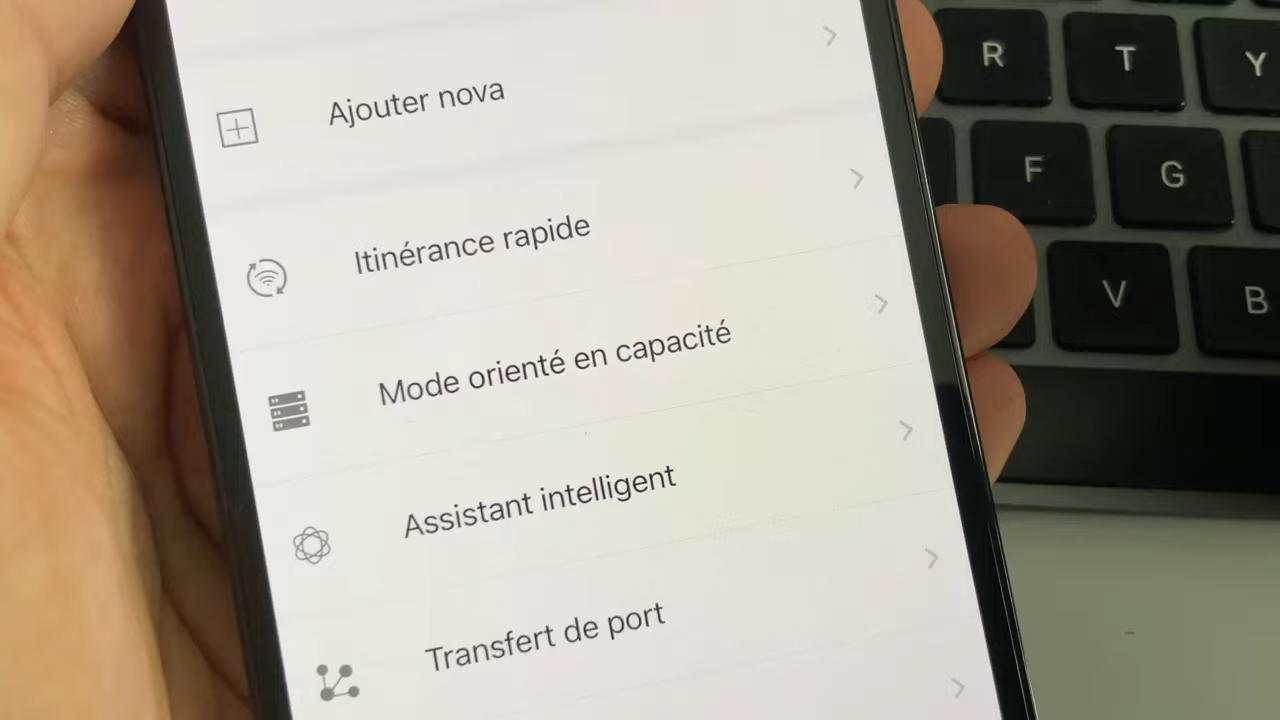 Ajouter nova
Itinérance rapide
Mode orienté en capacité
Assistant intelligent
Transfert de port
R T Y
F G
V B